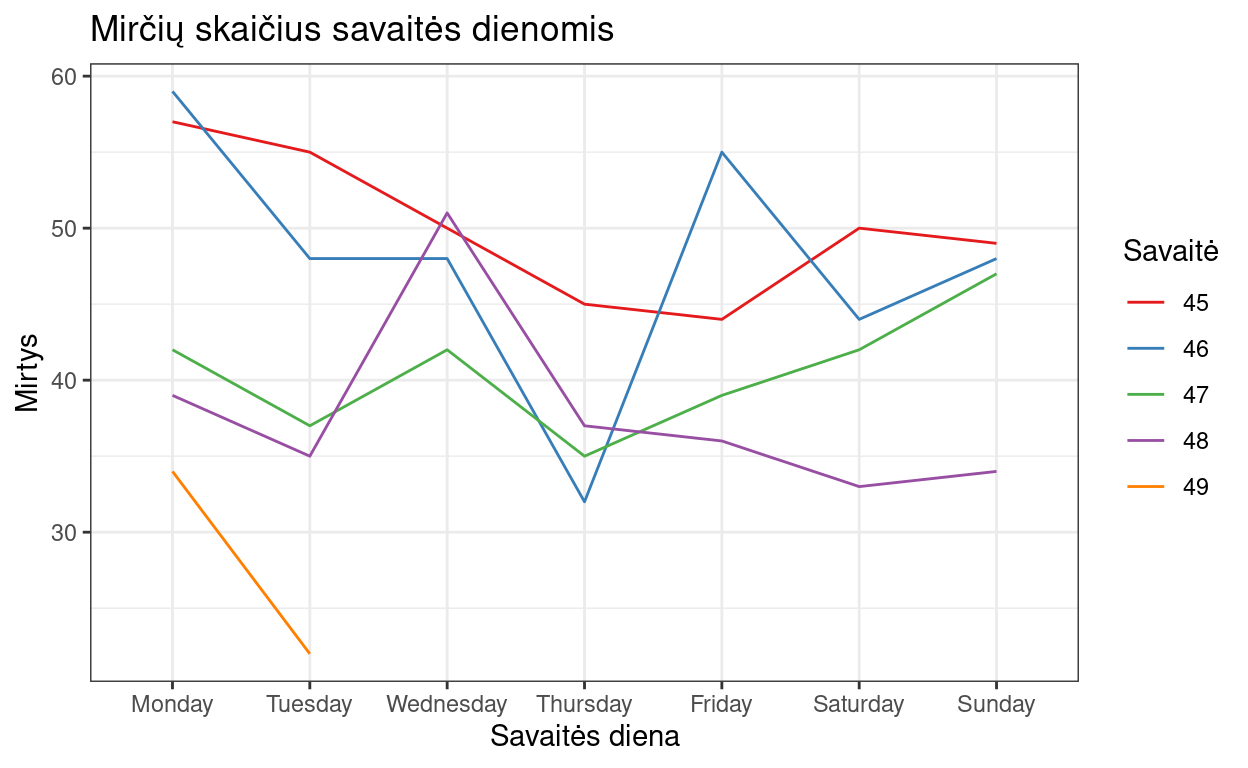 Mirčių skaičius savaitės dienomis
60
50
40
30
Mirtys
Monday Tuesday Wednesday Thursday Friday Saturday Sunday
Savaitės diena
Savaitė
45
46
47
48
49